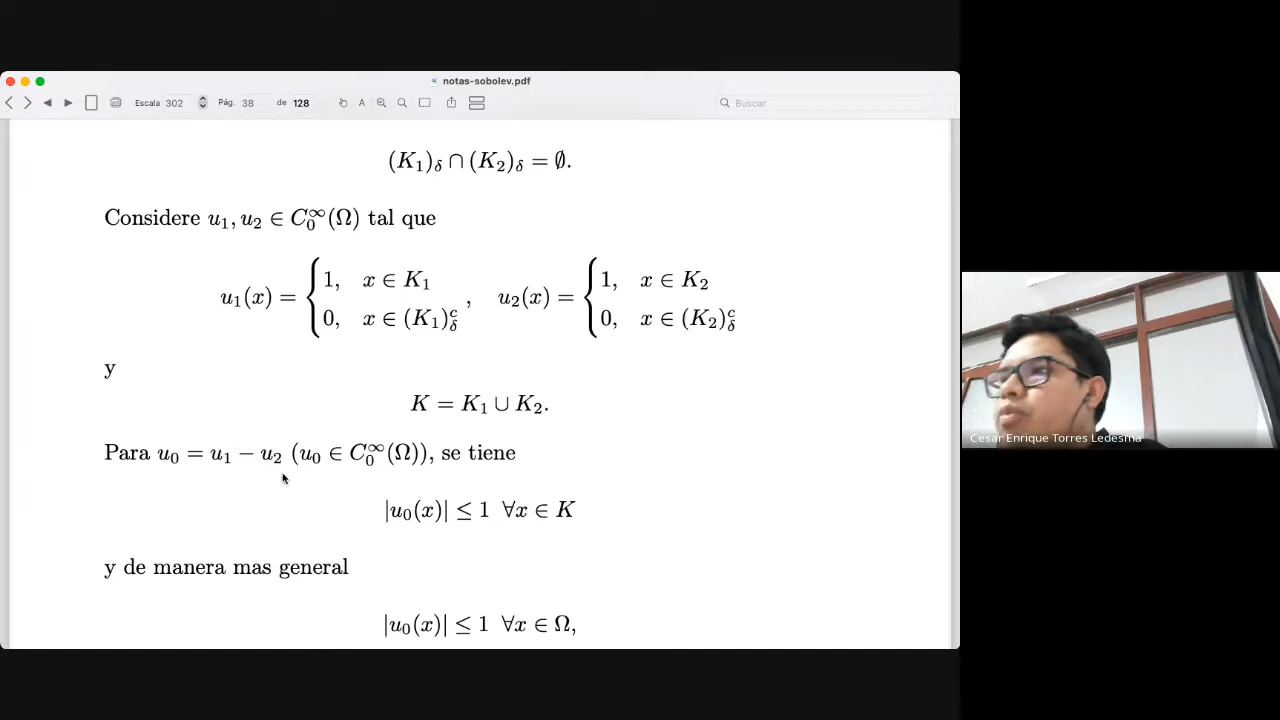 notas-sobolev.pdf
Escala 302 Pág. 38 de 128 A Buscar
(K₁)_δ ∩ (K₂)_δ = ∅.
Considere u₁, u₂ ∈ C₀^∞(Ω) tal que
u₁(x) = { 1, x ∈ K₁ ; 0, x ∈ (K₁)_δ^c , u₂(x) = { 1, x ∈ K₂ ; 0, x ∈ (K₂)_δ^c
y
K = K₁ ∪ K₂.
Para u₀ = u₁ − u₂ (u₀ ∈ C₀^∞(Ω)), se tiene
|u₀(x)| ≤ 1 ∀x ∈ K
y de manera mas general
|u₀(x)| ≤ 1 ∀x ∈ Ω,
Cesar Enrique Torres Ledesma